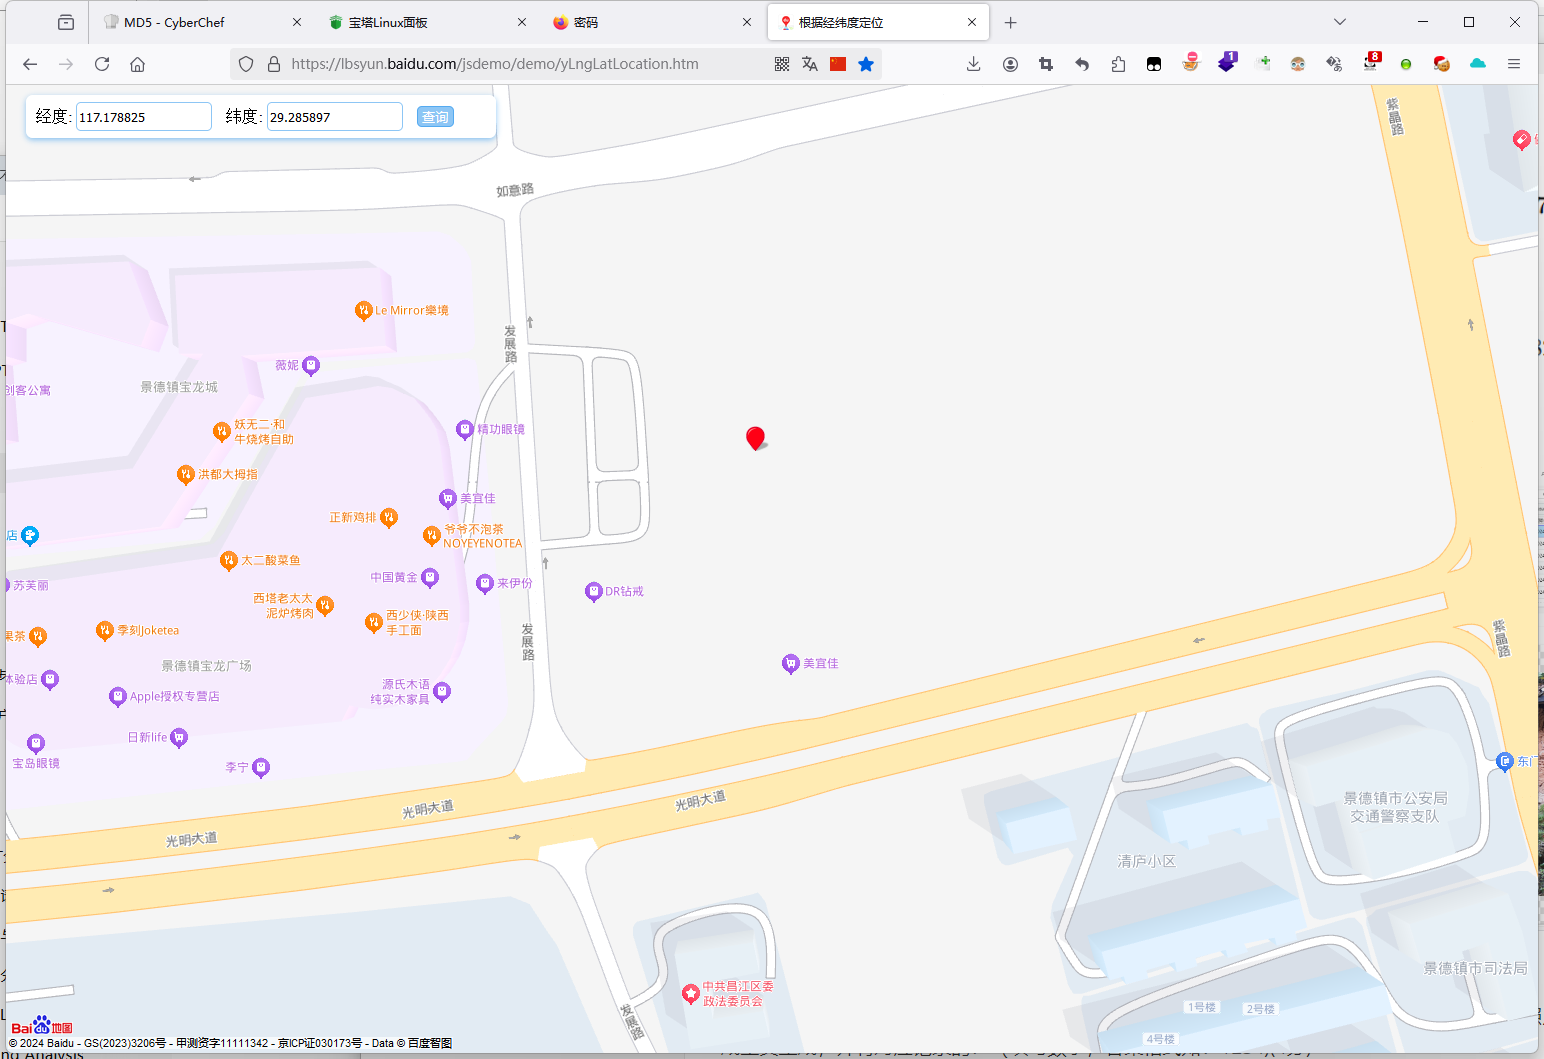 MD5 - CyberChef
宝塔Linux面板
密码
根据经纬度定位
https://lbsyun.baidu.com/jsdemo/demo/yLngLatLocation.htm
1
8
经度: 117.178825 纬度: 29.285897 查询
紫晶路
如意路
Le Mirror樂境
发展路
薇妮
景德镇宝龙城
创客公寓
妖无二·和
牛烧烤自助
精功眼镜
洪都大拇指
美宜佳
正新鸡排
爷爷不泡茶
NOYEYENOTEA
店
太二酸菜鱼
中国黄金
来伊份
苏芙丽
DR钻戒
西塔老太太
泥炉烤肉
西少侠·陕西
手工面
季刻Joketea
果茶
发展路
紫晶路
景德镇宝龙广场
美宜佳
体验店
Apple授权专营店
源氏木语
纯实木家具
日新life
宝岛眼镜
李宁
东门
景德镇市公安局
交通警察支队
光明大道
光明大道
光明大道
清庐小区
景德镇市司法局
中共昌江区委
政法委员会
发展路
1号楼
2号楼
4号楼
Bai du 地图
© 2024 Baidu - GS(2023)3206号 - 甲测资字11111342 - 京ICP证030173号 - Data © 百度智图
ng Analysis